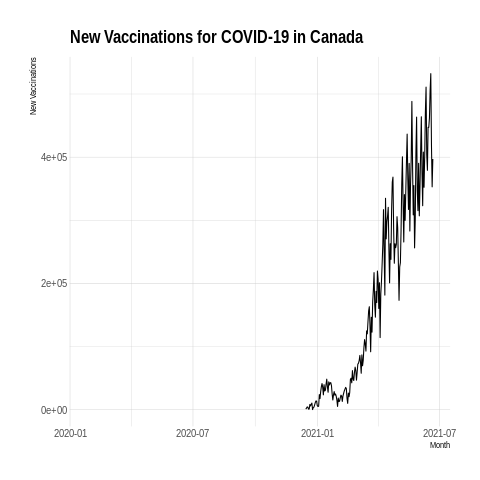 New Vaccinations for COVID-19 in Canada
New Vaccinations
4e+05
2e+05
0e+00
2020-01
2020-07
2021-01
2021-07
Month